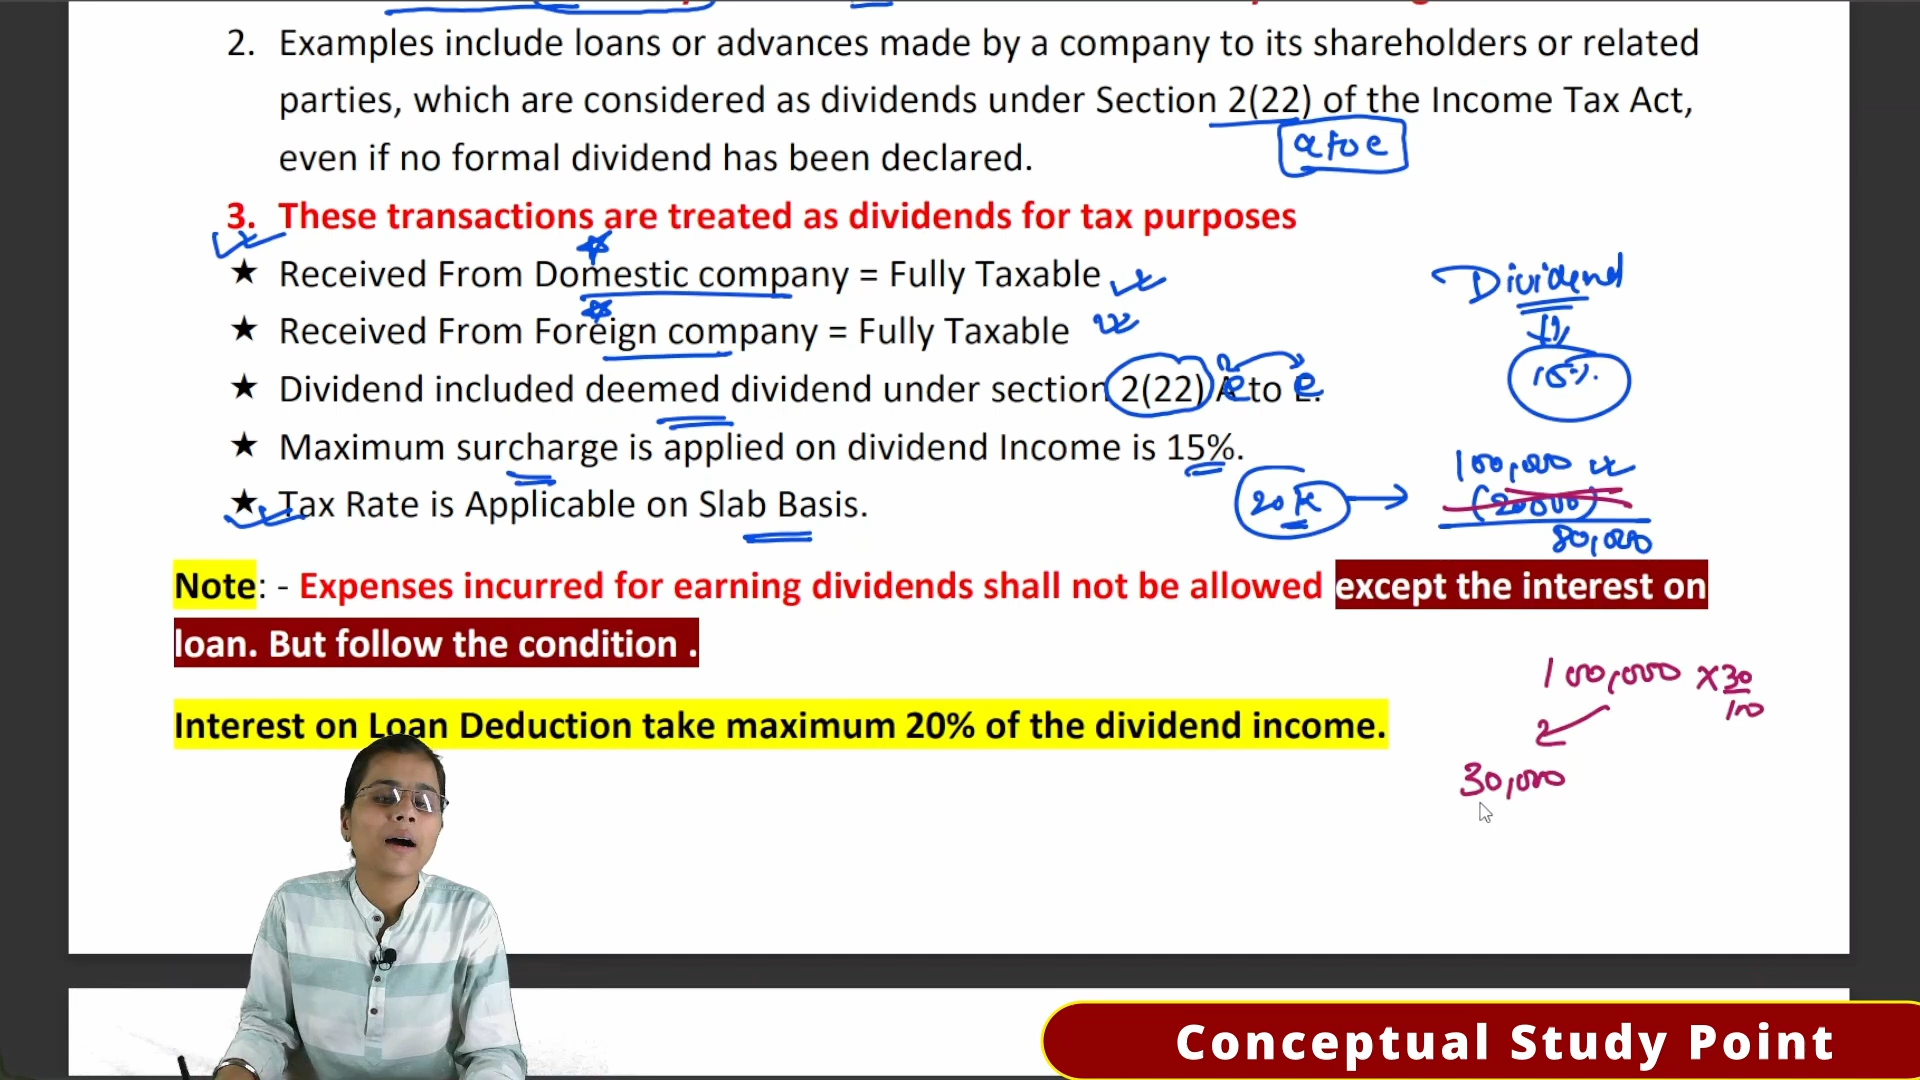 2. Examples include loans or advances made by a company to its shareholders or related
parties, which are considered as dividends under Section 2(22) of the Income Tax Act,
a to e
even if no formal dividend has been declared.
3. These transactions are treated as dividends for tax purposes
★ Received From Domestic company = Fully Taxable
Dividend
★ Received From Foreign company = Fully Taxable
★ Dividend included deemed dividend under section 2(22) A to E.
e e
15%.
★ Maximum surcharge is applied on dividend Income is 15%.
100,000
★ Tax Rate is Applicable on Slab Basis.
20K
(20000)
80,000
Note: - Expenses incurred for earning dividends shall not be allowed except the interest on
loan. But follow the condition .
100,000 × 30
100
Interest on Loan Deduction take maximum 20% of the dividend income.
30,000
Conceptual Study Point